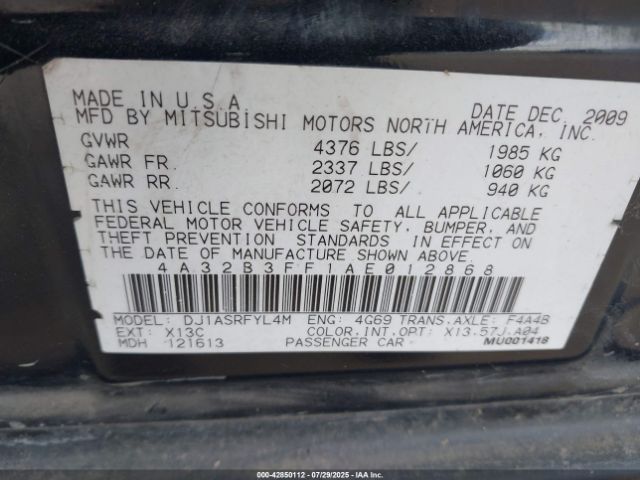 MADE IN U.S.A DATE DEC. 2009
MFD BY MITSUBISHI MOTORS NORTH AMERICA, INC.
GVWR 4376 LBS/ 1985 KG
GAWR FR. 2337 LBS/ 1060 KG
GAWR RR. 2072 LBS/ 940 KG
THIS VEHICLE CONFORMS TO ALL APPLICABLE
FEDERAL MOTOR VEHICLE SAFETY, BUMPER, AND
THEFT PREVENTION STANDARDS IN EFFECT ON
THE DATE OF MANUFACTURE SHOWN ABOVE.
4A32B3FF1AE012868
MODEL: DJ1ASRFYL4M ENG: 4G69 TRANS.AXLE: F4A4B
EXT: X13C COLOR.INT.OPT: X13.57J.A04
MDH 121613 PASSENGER CAR MU001418
000-42850112 - 07/29/2025 - IAAI.COM